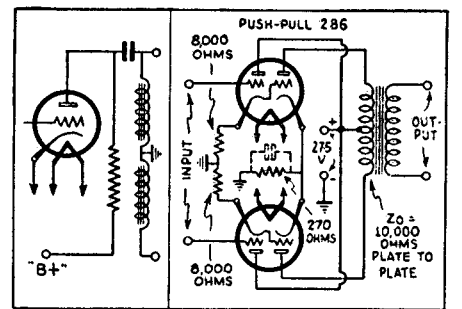 "B+"
PUSH-PULL 286
8,000
OHMS
INPUT
275
V
+
-
OUT-
PUT
270
OHMS
8,000
OHMS
Zo =
10,000
OHMS
PLATE TO
PLATE